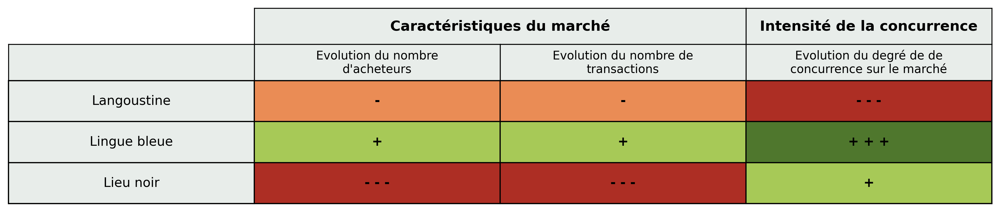 Caractéristiques du marché
Intensité de la concurrence
Evolution du nombre
d'acheteurs
Evolution du nombre de
transactions
Evolution du degré de de
concurrence sur le marché
Langoustine
-
-
- - -
Lingue bleue
+
+
+ + +
Lieu noir
- - -
- - -
+